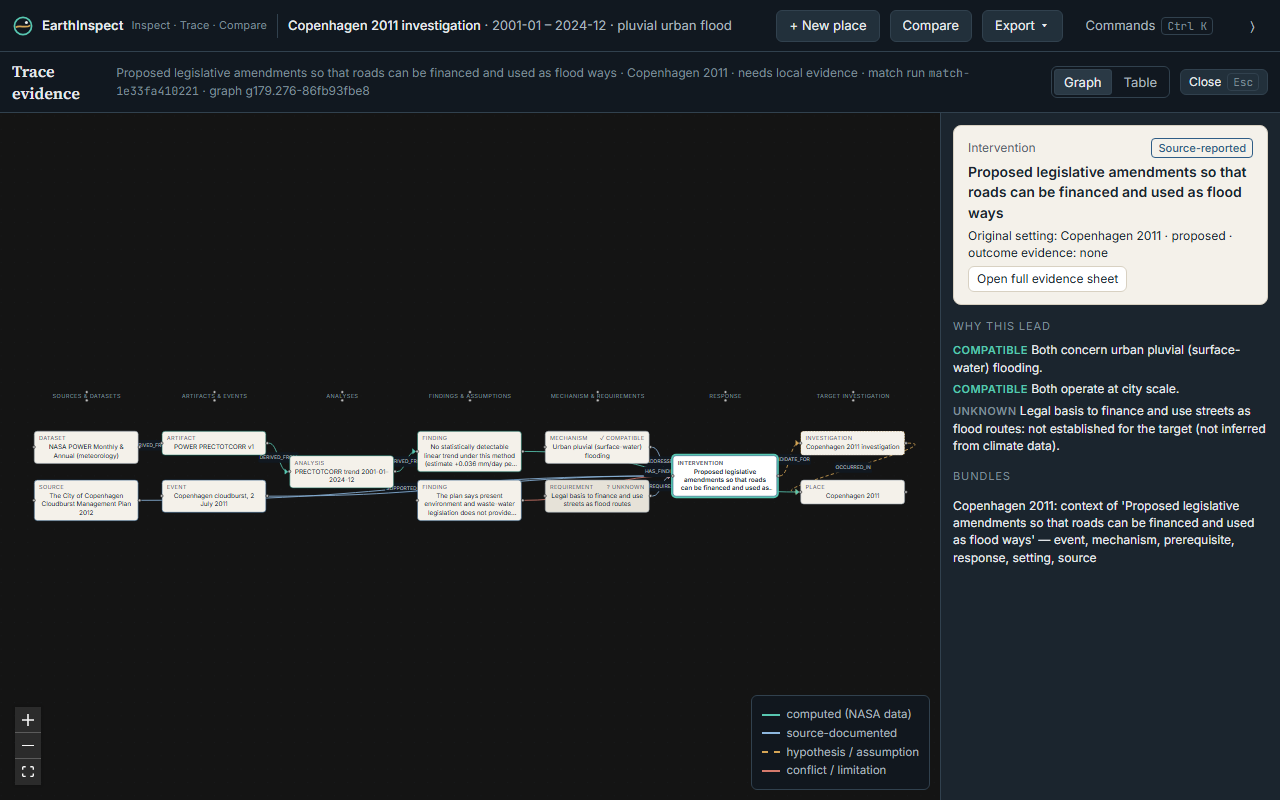 EarthInspect Inspect · Trace · Compare
Copenhagen 2011 investigation · 2001-01 – 2024-12 · pluvial urban flood
+ New place
Compare
Export
Commands Ctrl K
Trace evidence
Proposed legislative amendments so that roads can be financed and used as flood ways · Copenhagen 2011 · needs local evidence · match run match-
1e33fa410221 · graph g179.276-86fb93fbe8
Graph
Table
Close Esc
SOURCES & DATASETS
ARTIFACTS & EVENTS
ANALYSES
FINDINGS & ASSUMPTIONS
MECHANISM & REQUIREMENTS
RESPONSE
TARGET INVESTIGATION
DATASET
NASA POWER Monthly &
Annual (meteorology)
SOURCE
The City of Copenhagen
Cloudburst Management Plan
2012
ARTIFACT
POWER PRECTOTCORR v1
EVENT
Copenhagen cloudburst, 2
July 2011
ANALYSIS
PRECTOTCORR trend 2001-01-
2024-12
FINDING
No statistically detectable
linear trend under this method
(estimate +0.036 mm/day pe...
FINDING
The plan says present
environment and waste-water
legislation does not provide...
MECHANISM ✓ COMPATIBLE
Urban pluvial (surface-water)
flooding
REQUIREMENT ? UNKNOWN
Legal basis to finance and use
streets as flood routes
INTERVENTION
Proposed legislative
amendments so that roads
can be financed and used as.
INVESTIGATION
Copenhagen 2011 investigation
OCCURRED_IN
PLACE
Copenhagen 2011
computed (NASA data)
source-documented
hypothesis / assumption
conflict / limitation
Intervention
Source-reported
Proposed legislative amendments so that
roads can be financed and used as flood
ways
Original setting: Copenhagen 2011 · proposed ·
outcome evidence: none
Open full evidence sheet
WHY THIS LEAD
COMPATIBLE Both concern urban pluvial (surface-
water) flooding.
COMPATIBLE Both operate at city scale.
UNKNOWN Legal basis to finance and use streets as
flood routes: not established for the target (not inferred
from climate data).
BUNDLES
Copenhagen 2011: context of 'Proposed legislative
amendments so that roads can be financed and used
as flood ways' — event, mechanism, prerequisite,
response, setting, source